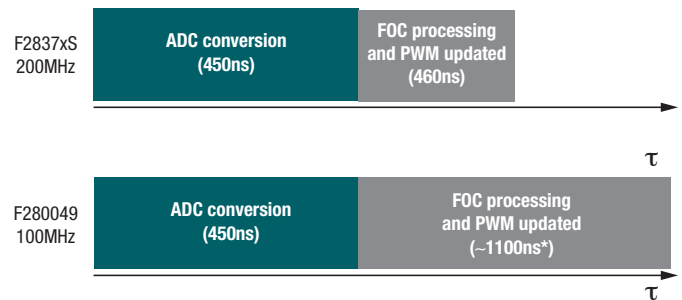 F2837xS
200MHz
ADC conversion
(450ns)
FOC processing
and PWM updated
(460ns)
τ
F280049
100MHz
ADC conversion
(450ns)
FOC processing
and PWM updated
(~1100ns*)
τ